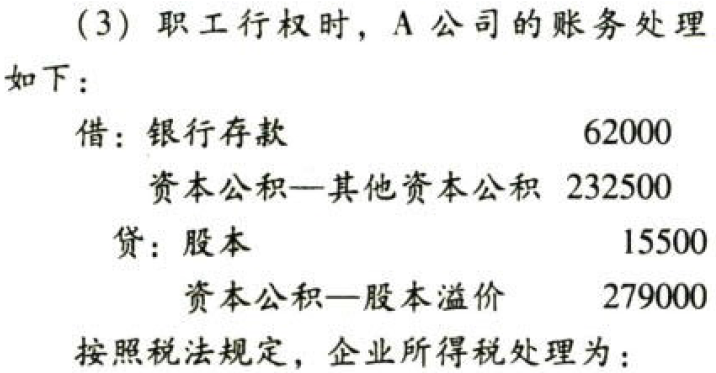 （3）职工行权时，A 公司的账务处理
如下：
借：银行存款 62000
资本公积—其他资本公积 232500
贷：股本 15500
资本公积—股本溢价 279000
按照税法规定，企业所得税处理为：